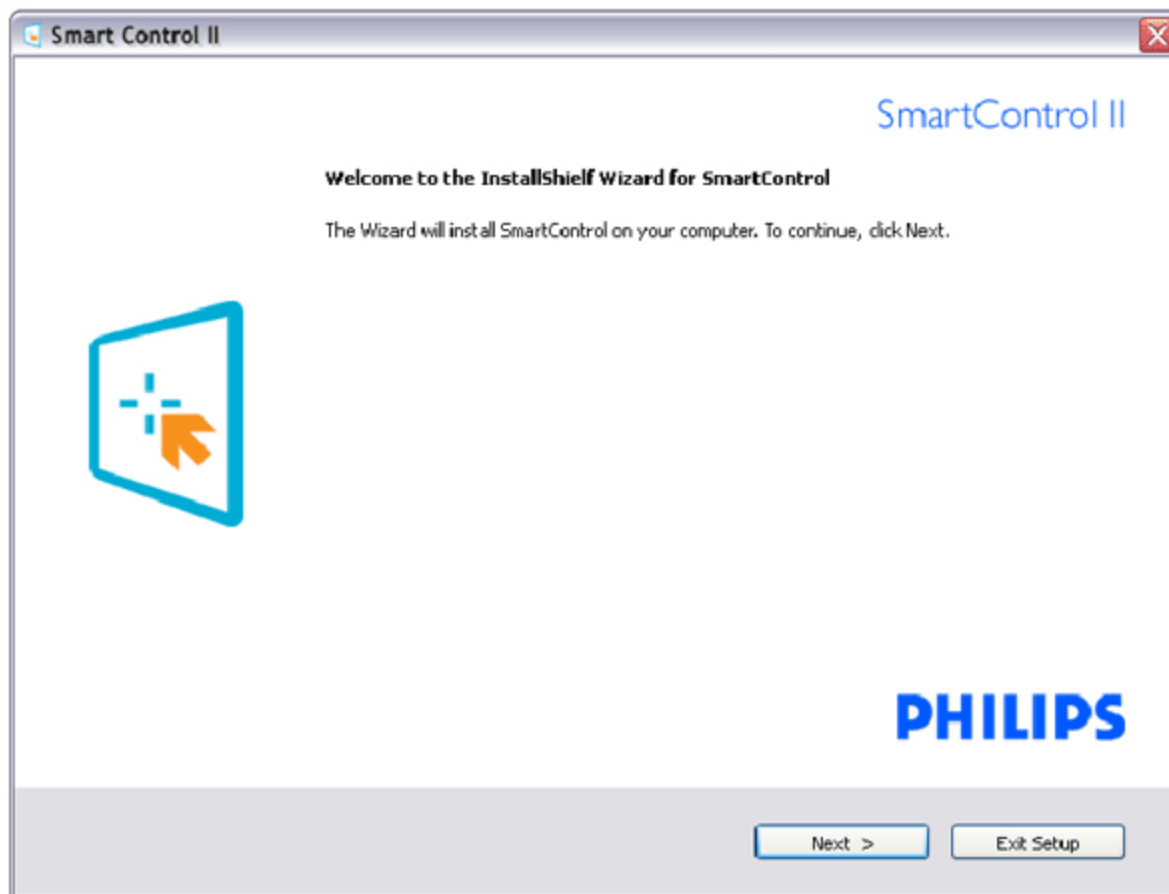 Smart Control II
SmartControl II
Welcome to the InstallShielf Wizard for SmartControl
The Wizard will install SmartControl on your computer. To continue, click Next.
PHILIPS
Next >
Exit Setup